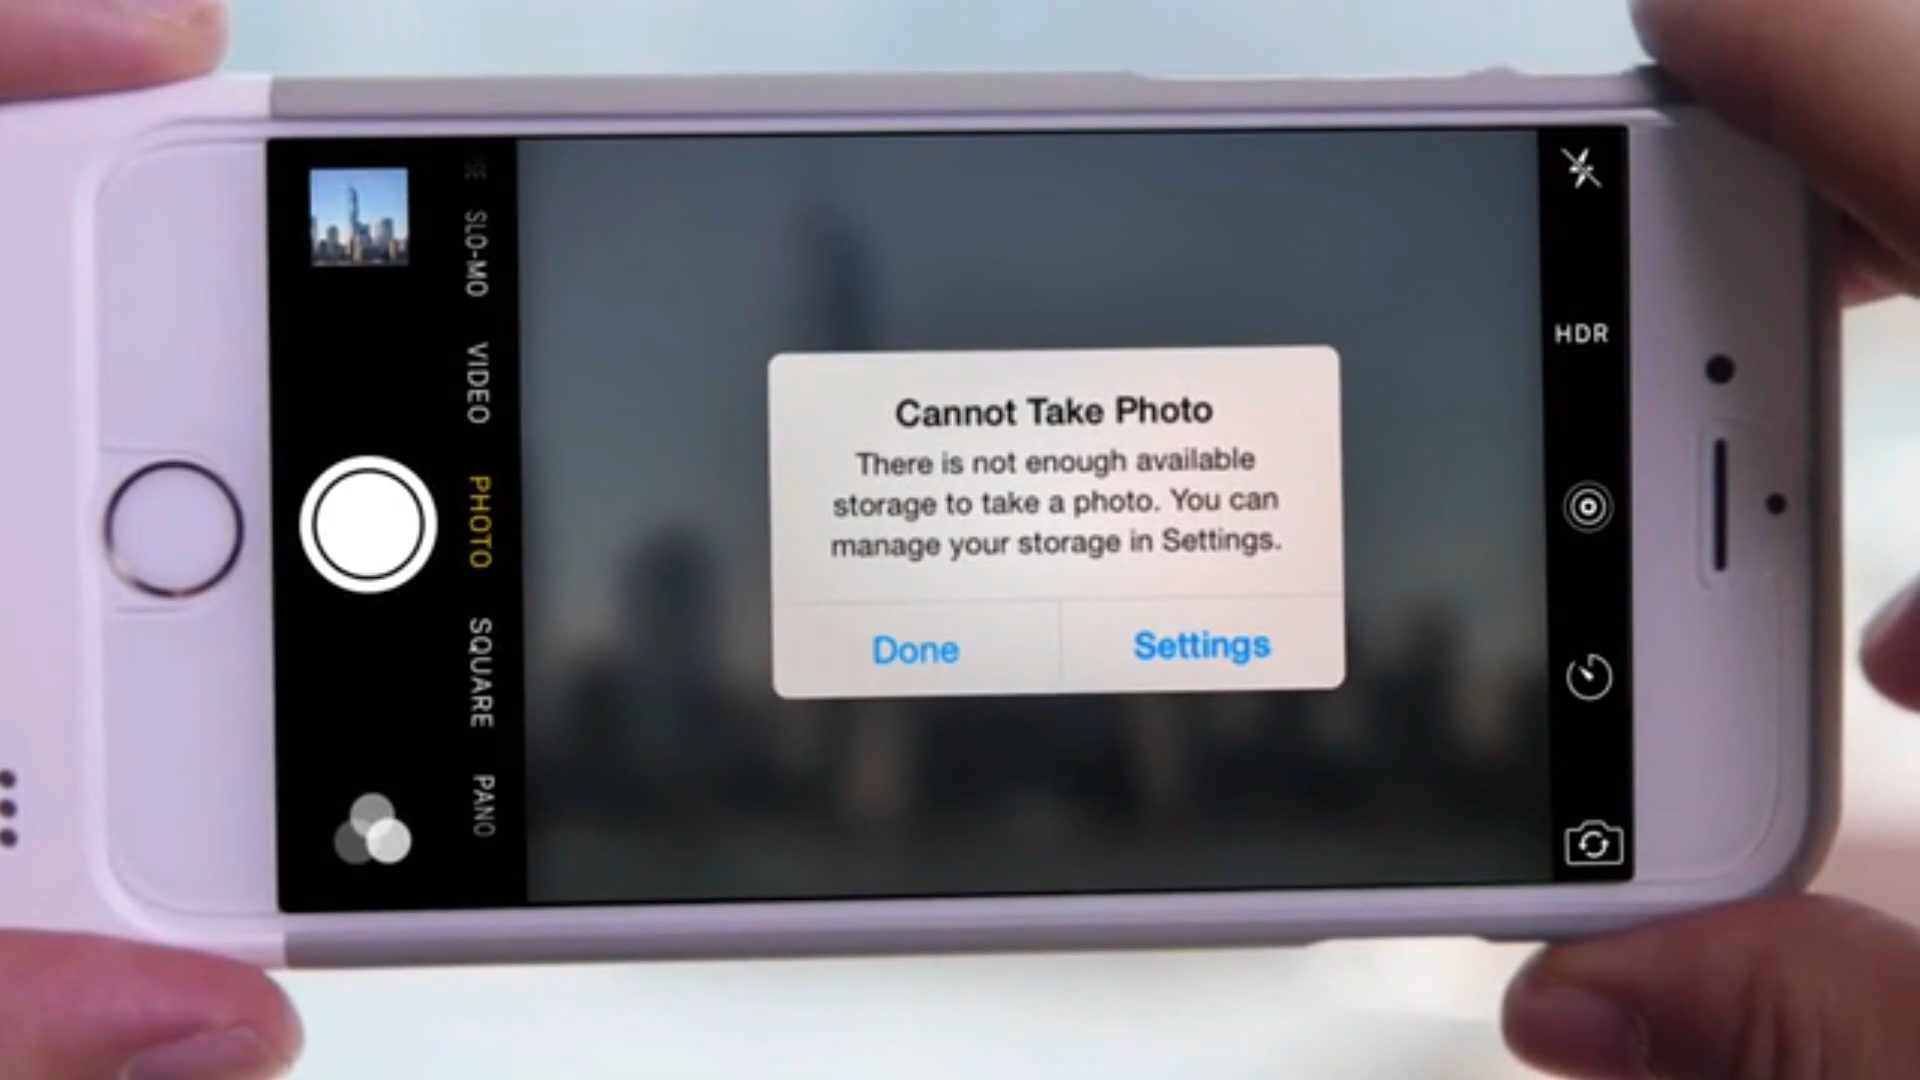 SLO-MO
VIDEO
PHOTO
SQUARE
PANO
Cannot Take Photo
There is not enough available
storage to take a photo. You can
manage your storage in Settings.
Done
Settings
HDR